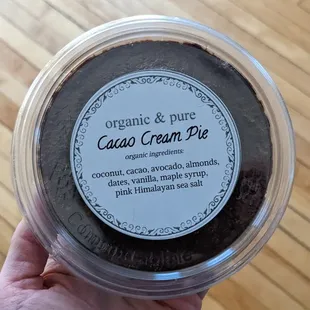 organic & pure
Cacao Cream Pie
organic ingredients:
coconut, cacao, avocado, almonds,
dates, vanilla, maple syrup,
pink Himalayan sea salt